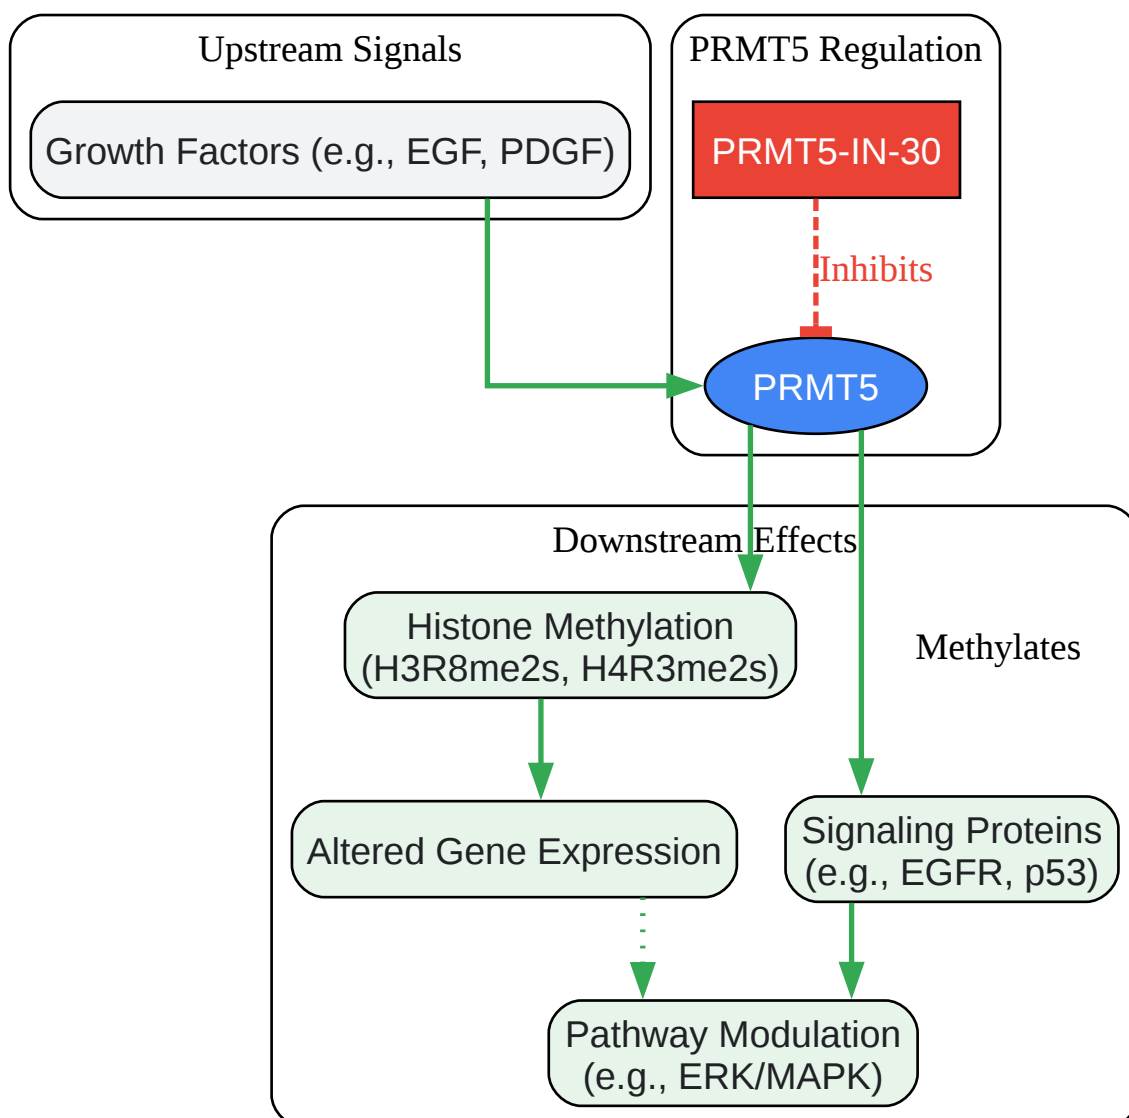 Upstream Signals
Growth Factors (e.g., EGF, PDGF)
PRMT5 Regulation
PRMT5-IN-30
Inhibits
PRMT5
Downstream Effects
Histone Methylation
(H3R8me2s, H4R3me2s)
Methylates
Altered Gene Expression
Signaling Proteins
(e.g., EGFR, p53)
Pathway Modulation
(e.g., ERK/MAPK)